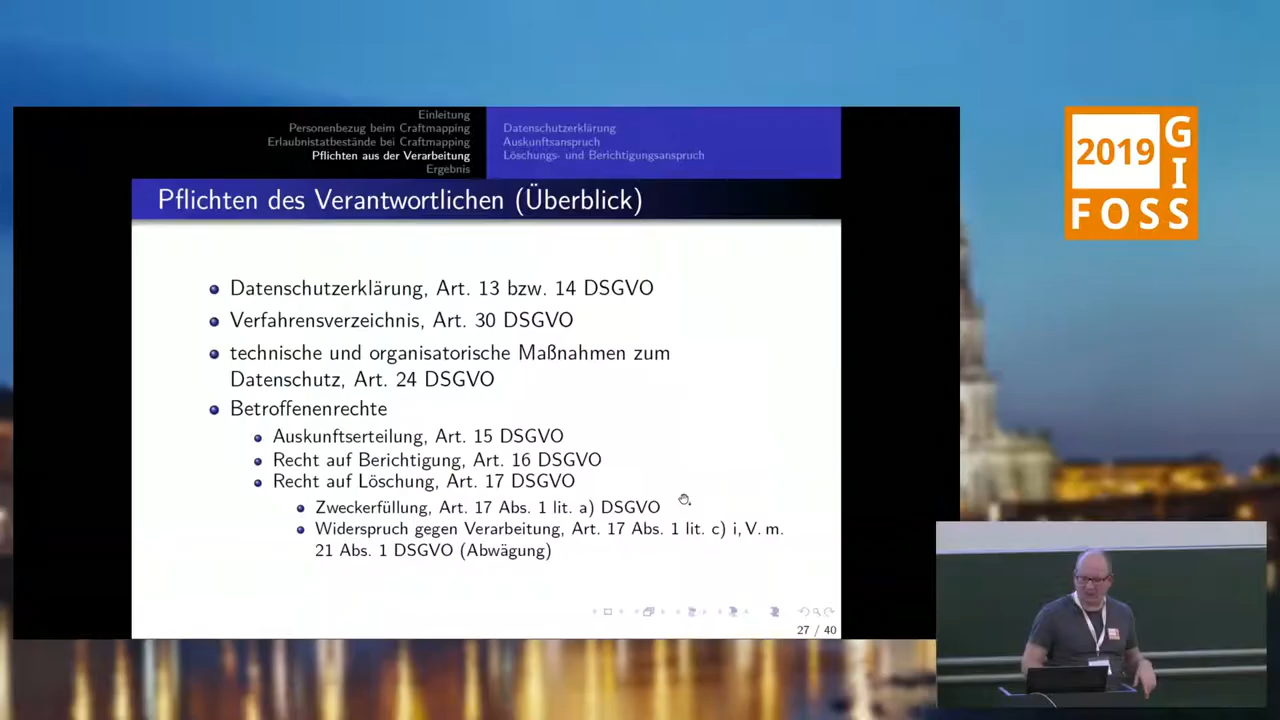 Einleitung
Personenbezug beim Craftmapping
Erlaubnistatbestände bei Craftmapping
Pflichten aus der Verarbeitung
Ergebnis
Datenschutzerklärung
Auskunftsanspruch
Löschungs- und Berichtigungsanspruch
Pflichten des Verantwortlichen (Überblick)
Datenschutzerklärung, Art. 13 bzw. 14 DSGVO
Verfahrensverzeichnis, Art. 30 DSGVO
technische und organisatorische Maßnahmen zum
Datenschutz, Art. 24 DSGVO
Betroffenenrechte
Auskunftserteilung, Art. 15 DSGVO
Recht auf Berichtigung, Art. 16 DSGVO
Recht auf Löschung, Art. 17 DSGVO
Zweckerfüllung, Art. 17 Abs. 1 lit. a) DSGVO
Widerspruch gegen Verarbeitung, Art. 17 Abs. 1 lit. c) i,V. m.
21 Abs. 1 DSGVO (Abwägung)
27 / 40
2019 GI
FOSS